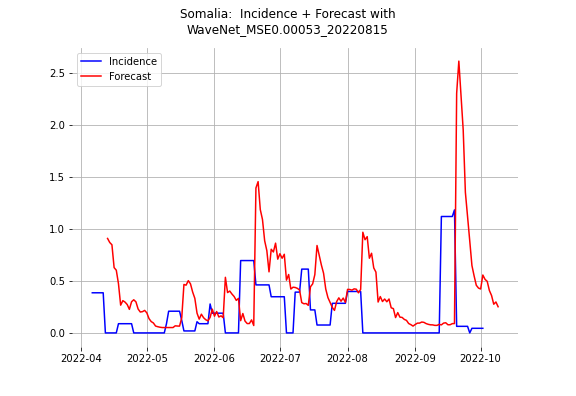 Somalia:  Incidence + Forecast with
WaveNet_MSE0.00053_20220815
Incidence
Forecast
2.5
2.0
1.5
1.0
0.5
0.0
2022-04 2022-05 2022-06 2022-07 2022-08 2022-09 2022-10